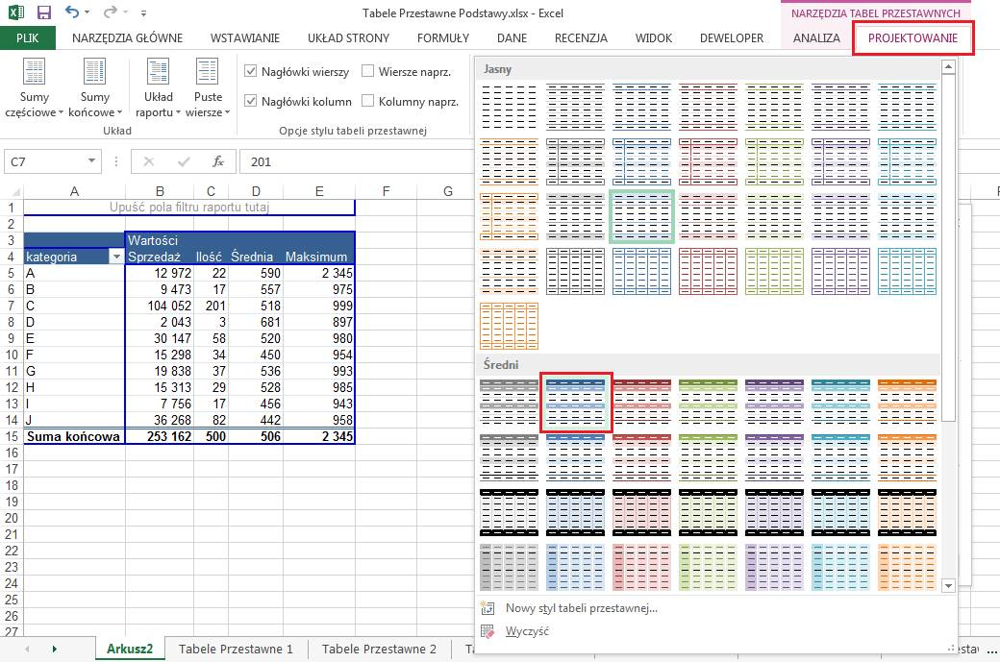 Tabele Przestawne Podstawy.xlsx - Excel
NARZĘDZIA TABEL PRZESTAWNYCH
PLIK NARZĘDZIA GŁÓWNE WSTAWIANIE UKŁAD STRONY FORMUŁY DANE RECENZJA WIDOK DEWELOPER ANALIZA PROJEKTOWANIE
Sumy częściowe
Sumy końcowe
Układ raportu
Puste wiersze
Układ
Nagłówki wierszy Wiersze naprz.
Nagłówki kolumn Kolumny naprz.
Opcje stylu tabeli przestawnej
C7 fx 201
A B C D E F G
1 Upuść pola filtru raportu tutaj
2
3 Wartości
4 kategoria Sprzedaż Ilość Średnia Maksimum
5 A 12 972 22 590 2 345
6 B 9 473 17 557 975
7 C 104 052 201 518 999
8 D 2 043 3 681 897
9 E 30 147 58 520 980
10 F 15 298 34 450 954
11 G 19 838 37 536 993
12 H 15 313 29 528 985
13 I 7 756 17 456 943
14 J 36 268 82 442 958
15 Suma końcowa 253 162 500 506 2 345
16
17
18
19
20
21
22
23
24
25
26
27
Jasny
Średni
Nowy styl tabeli przestawnej...
Wyczyść
Arkusz2 Tabele Przestawne 1 Tabele Przestawne 2